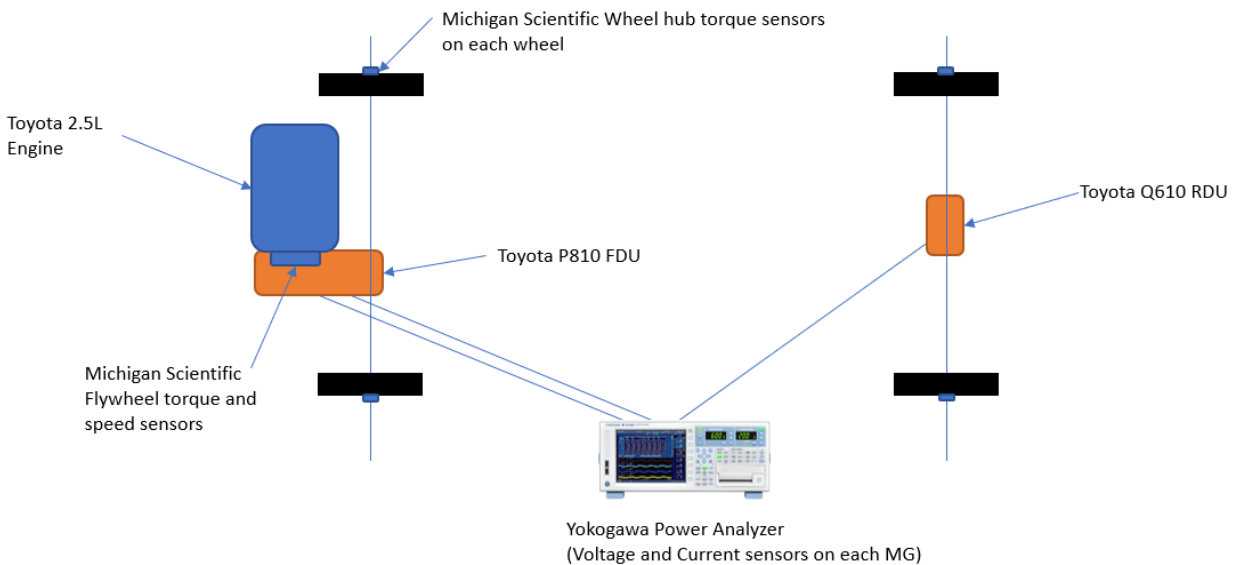 Michigan Scientific Wheel hub torque sensors
on each wheel
Toyota 2.5L
Engine
Toyota Q610 RDU
Toyota P810 FDU
Michigan Scientific
Flywheel torque and
speed sensors
Yokogawa Power Analyzer
(Voltage and Current sensors on each MG)